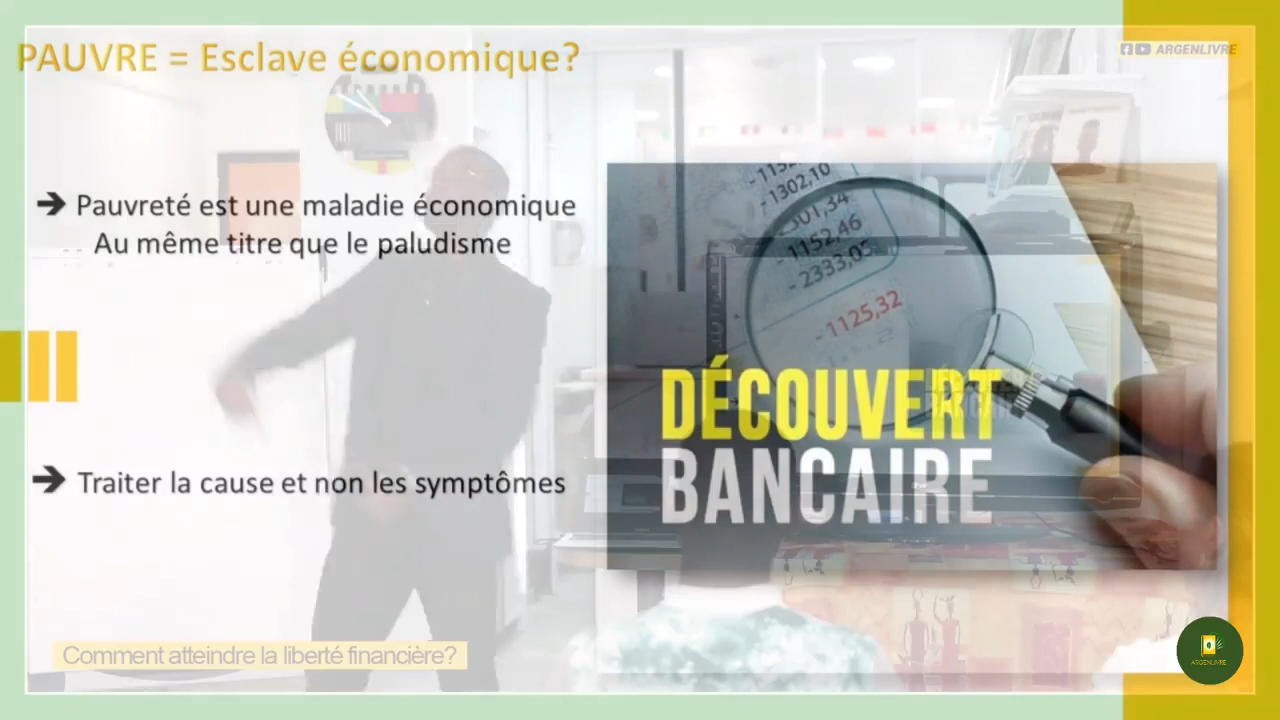 PAUVRE = Esclave économique?
ARGENLIVRE
➔ Pauvreté est une maladie économique
Au même titre que le paludisme
➔ Traiter la cause et non les symptômes
-1302,10
-1152,46
- 2333,05
-1125,32
DÉCOUVERT
BANCAIRE
Comment atteindre la liberté financière?
ARGENLIVRE